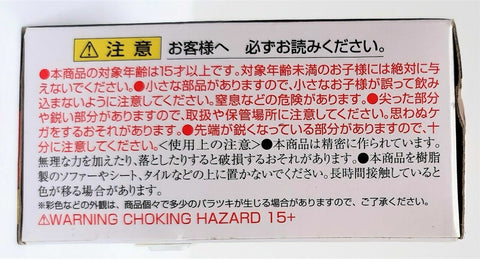 ⚠ 注意 お客様へ 必ずお読みください。
●本商品の対象年齢は15才以上です。対象年齢未満のお子様には絶対に与
えないでください。●小さな部品がありますので、小さなお子様が誤って飲み
込まないように注意してください。窒息などの危険があります。●尖った部分
や鋭い部分がありますので、取扱や保管場所に注意してください。思わぬケ
ガをするおそれがあります。●先端が鋭くなっている部分がありますので、十
分に注意してください。<使用上の注意>●本商品は精密に作られています。
無理な力を加えたり、落としたりすると破損するおそれがあります。●本商品を樹脂
製のソファーやシート、タイルなどの上に置かないでください。長時間接触していると
色が移る場合があります。
※彩色などの外観は、商品個々で多少のバラツキが生じる場合がありますので、ご了承ください。
⚠WARNING CHOKING HAZARD 15+